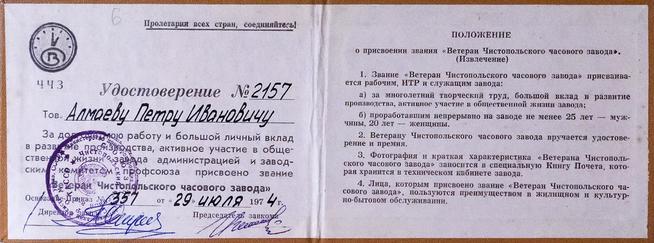 6
Пролетарии всех стран, соединяйтесь!
В
ЧЧЗ
Удостоверение №2157
Тов. Алмаеву Петру Ивановичу
За долголетнюю работу и большой личный вклад
в развитие производства, активное участие в обще-
ственной жизни завода администрацией и завод-
ским комитетом профсоюза присвоено звание
«Ветеран Чистопольского часового завода»
Основание: Приказ № 357 от «29» июля 1974 г.
Директор завода
Председатель завкома
ПОЛОЖЕНИЕ
о присвоении звания «Ветеран Чистопольского часового завода».
(Извлечение)
1. Звание «Ветеран Чистопольского часового завода» присваива-
ется рабочим, ИТР и служащим завода:
а) за многолетний творческий труд, большой вклад в развитие
производства, активное участие в общественной жизни завода;
б) проработавшим непрерывно на заводе не менее 25 лет — муж-
чины, 20 лет — женщины.
2. Ветерану Чистопольского часового завода вручается удостове-
рение и премия.
3. Фотография и краткая характеристика «Ветерана Чистополь-
ского часового завода» заносится в специальную Книгу Почета, кото-
рая хранится в техническом кабинете завода.
4. Лица, которым присвоено звание «Ветеран Чистопольского ча-
сового завода», пользуются преимуществом в жилищном и культур-
но-бытовом обслуживании.